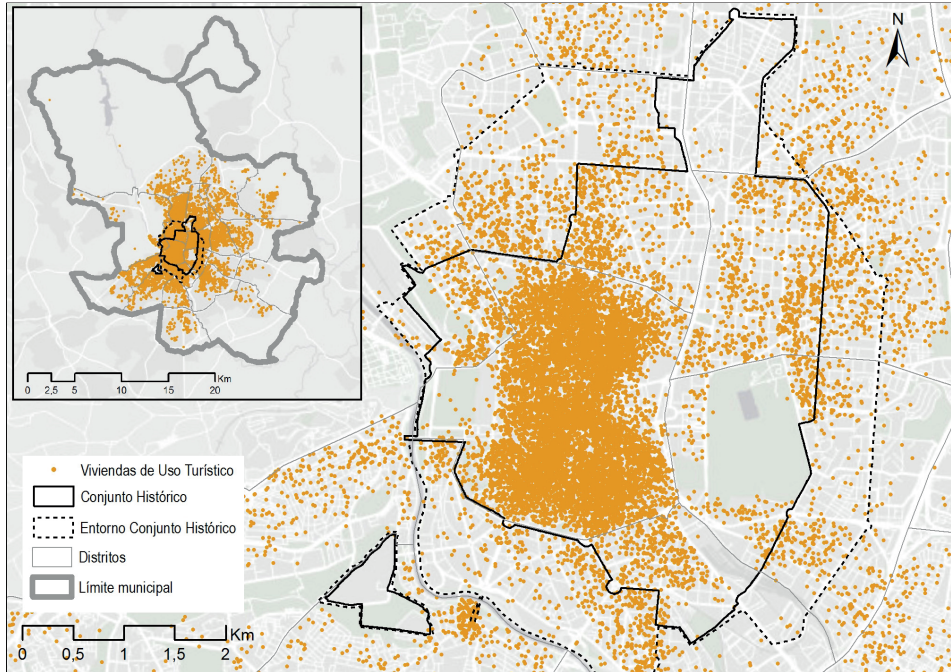 N
Km
0 2,5 5 10 15 20
Viviendas de Uso Turístico
Conjunto Histórico
Entorno Conjunto Histórico
Distritos
Límite municipal
Km
0 0,5 1 1,5 2